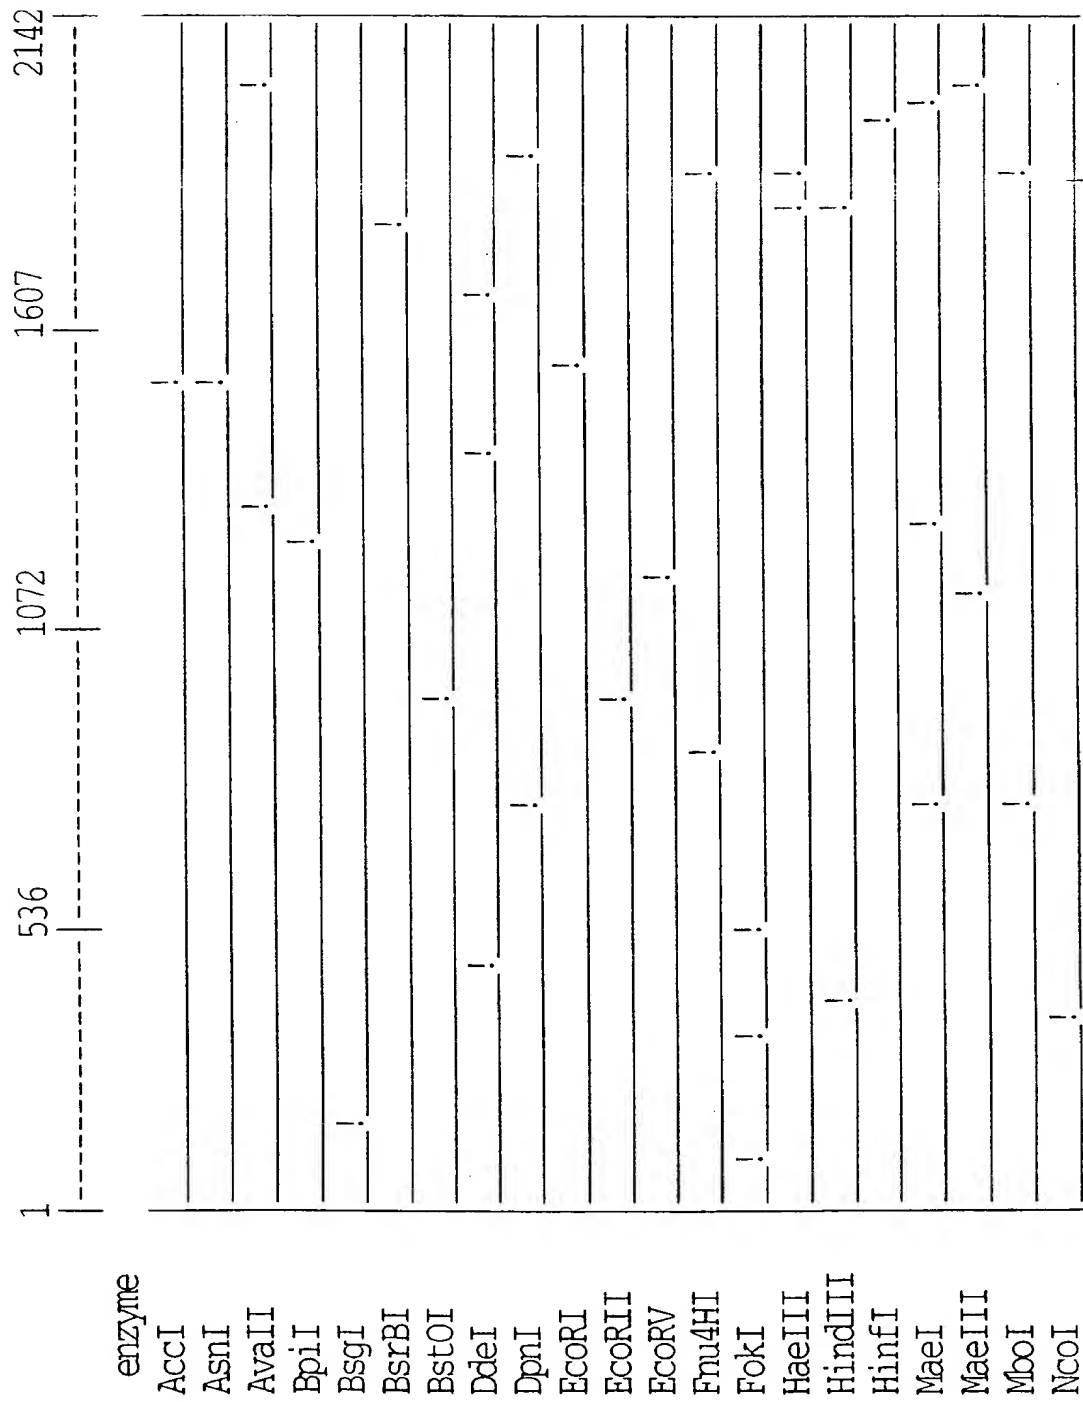 1 536 1072 1607 2142
enzyme
AccI
AsnI
AvaII
BpiI
BsgI
BsrBI
BstOI
DdeI
DpnI
EcoRI
EcoRII
EcoRV
Fnu4HI
FokI
HaeIII
HindIII
HinfI
MaeI
MaeIII
MboI
NcoI